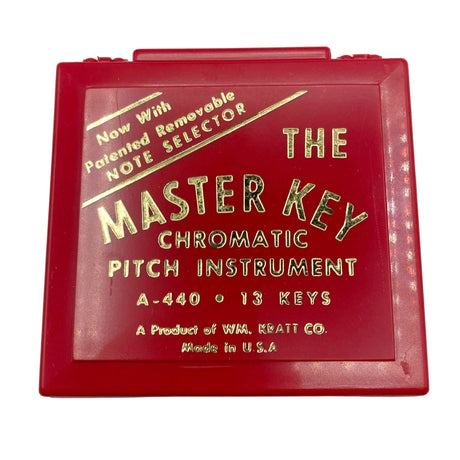 Now With
Patented Removable
NOTE SELECTOR
THE
MASTER KEY
CHROMATIC
PITCH INSTRUMENT
A-440 • 13 KEYS
A Product of WM. KRATT CO.
Made in U.S.A